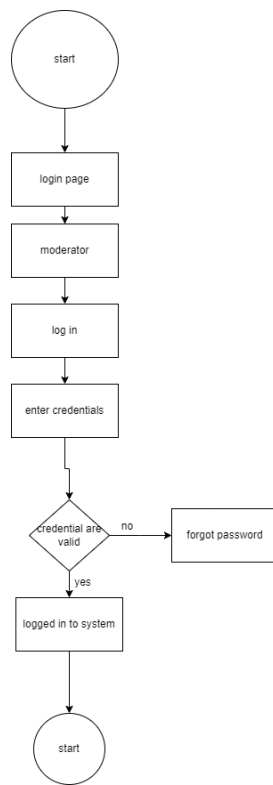 start
login page
moderator
log in
enter credentials
credential are
valid
no
forgot password
yes
logged in to system
start